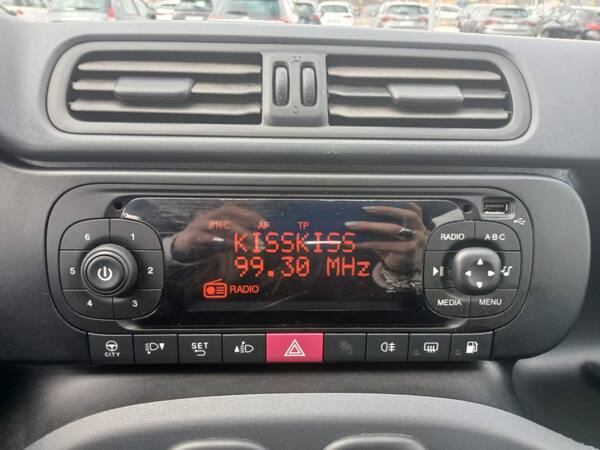 AF TP
KISSKISS
99.30 MHz
RADIO
6 1
5 2
4 3
RADIO A·B·C
MEDIA MENU
CITY
SET